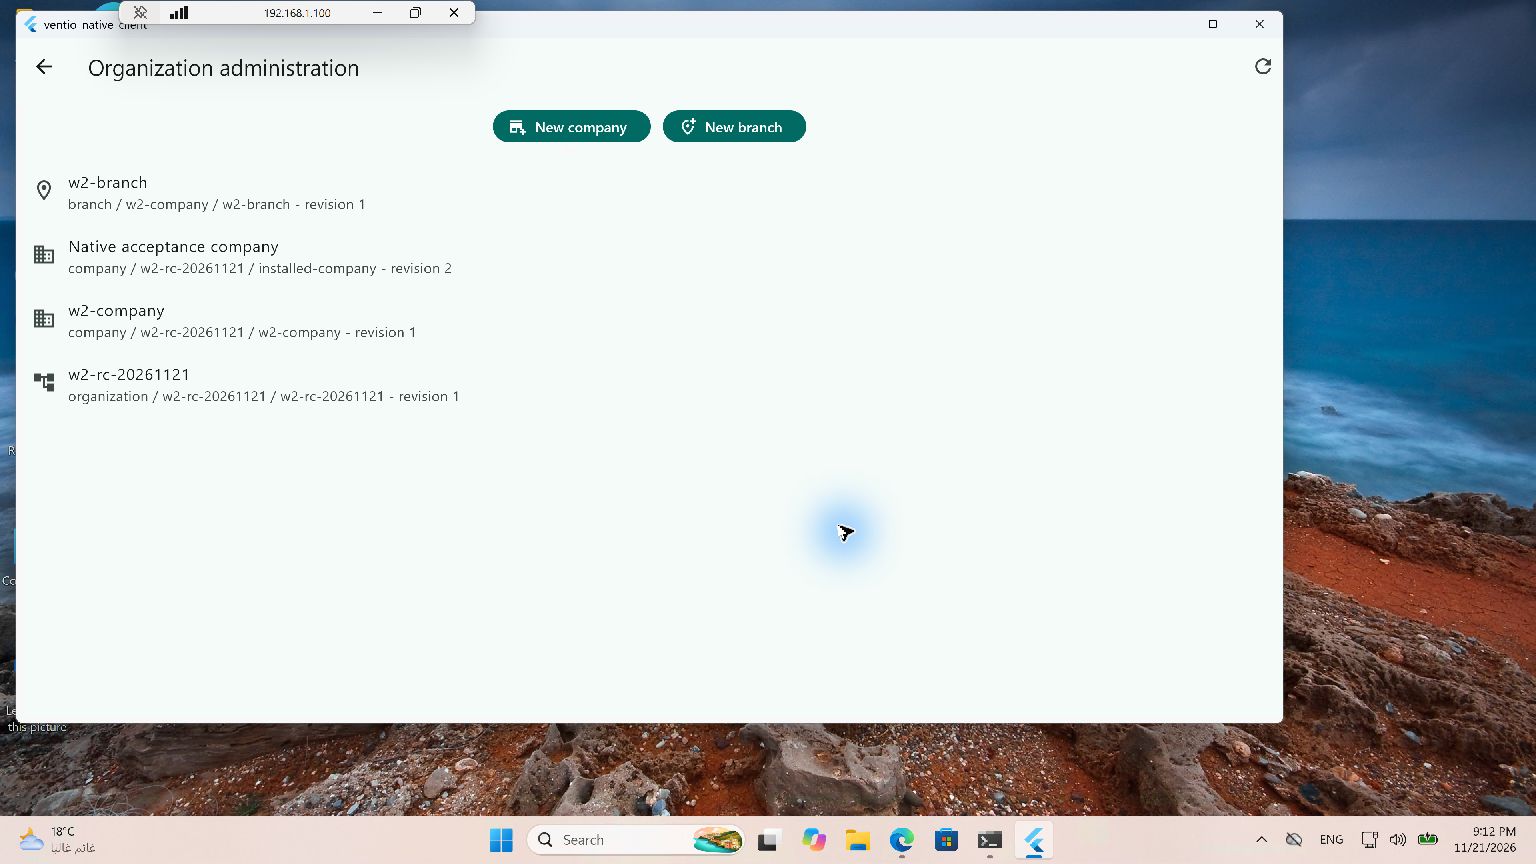 192.168.1.100
ventio native client
Organization administration
New company
New branch
w2-branch
branch / w2-company / w2-branch - revision 1
Native acceptance company
company / w2-rc-20261121 / installed-company - revision 2
w2-company
company / w2-rc-20261121 / w2-company - revision 1
w2-rc-20261121
organization / w2-rc-20261121 / w2-rc-20261121 - revision 1
this picture
18°C
غائم غالبا
Search
ENG
9:12 PM
11/21/2026